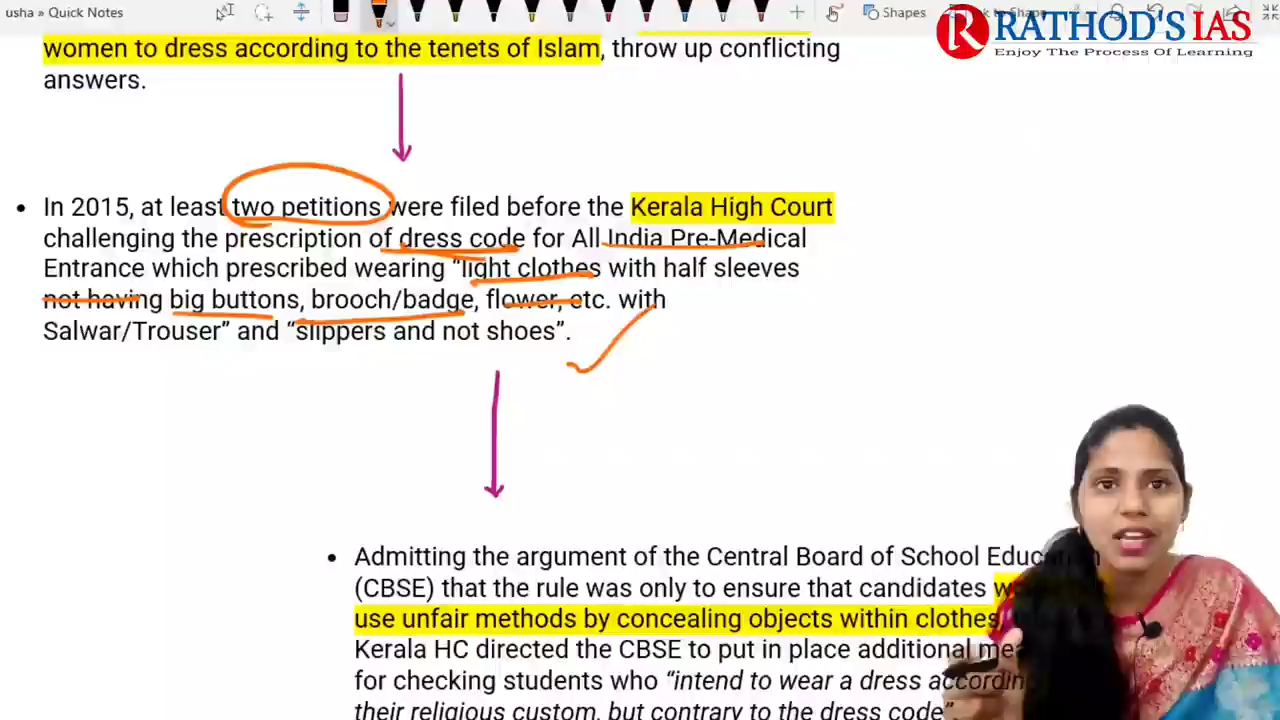 usha » Quick Notes
Shapes
to Shape
RATHOD'S IAS
Enjoy The Process Of Learning
women to dress according to the tenets of Islam, throw up conflicting
answers.
• In 2015, at least two petitions were filed before the Kerala High Court
challenging the prescription of dress code for All India Pre-Medical
Entrance which prescribed wearing “light clothes with half sleeves
not having big buttons, brooch/badge, flower, etc. with
Salwar/Trouser” and “slippers and not shoes”.
• Admitting the argument of the Central Board of School Education
(CBSE) that the rule was only to ensure that candidates
use unfair methods by concealing objects within clothes,
Kerala HC directed the CBSE to put in place additional
for checking students who “intend to wear a dress according
their religious custom, but contrary to the dress code”.